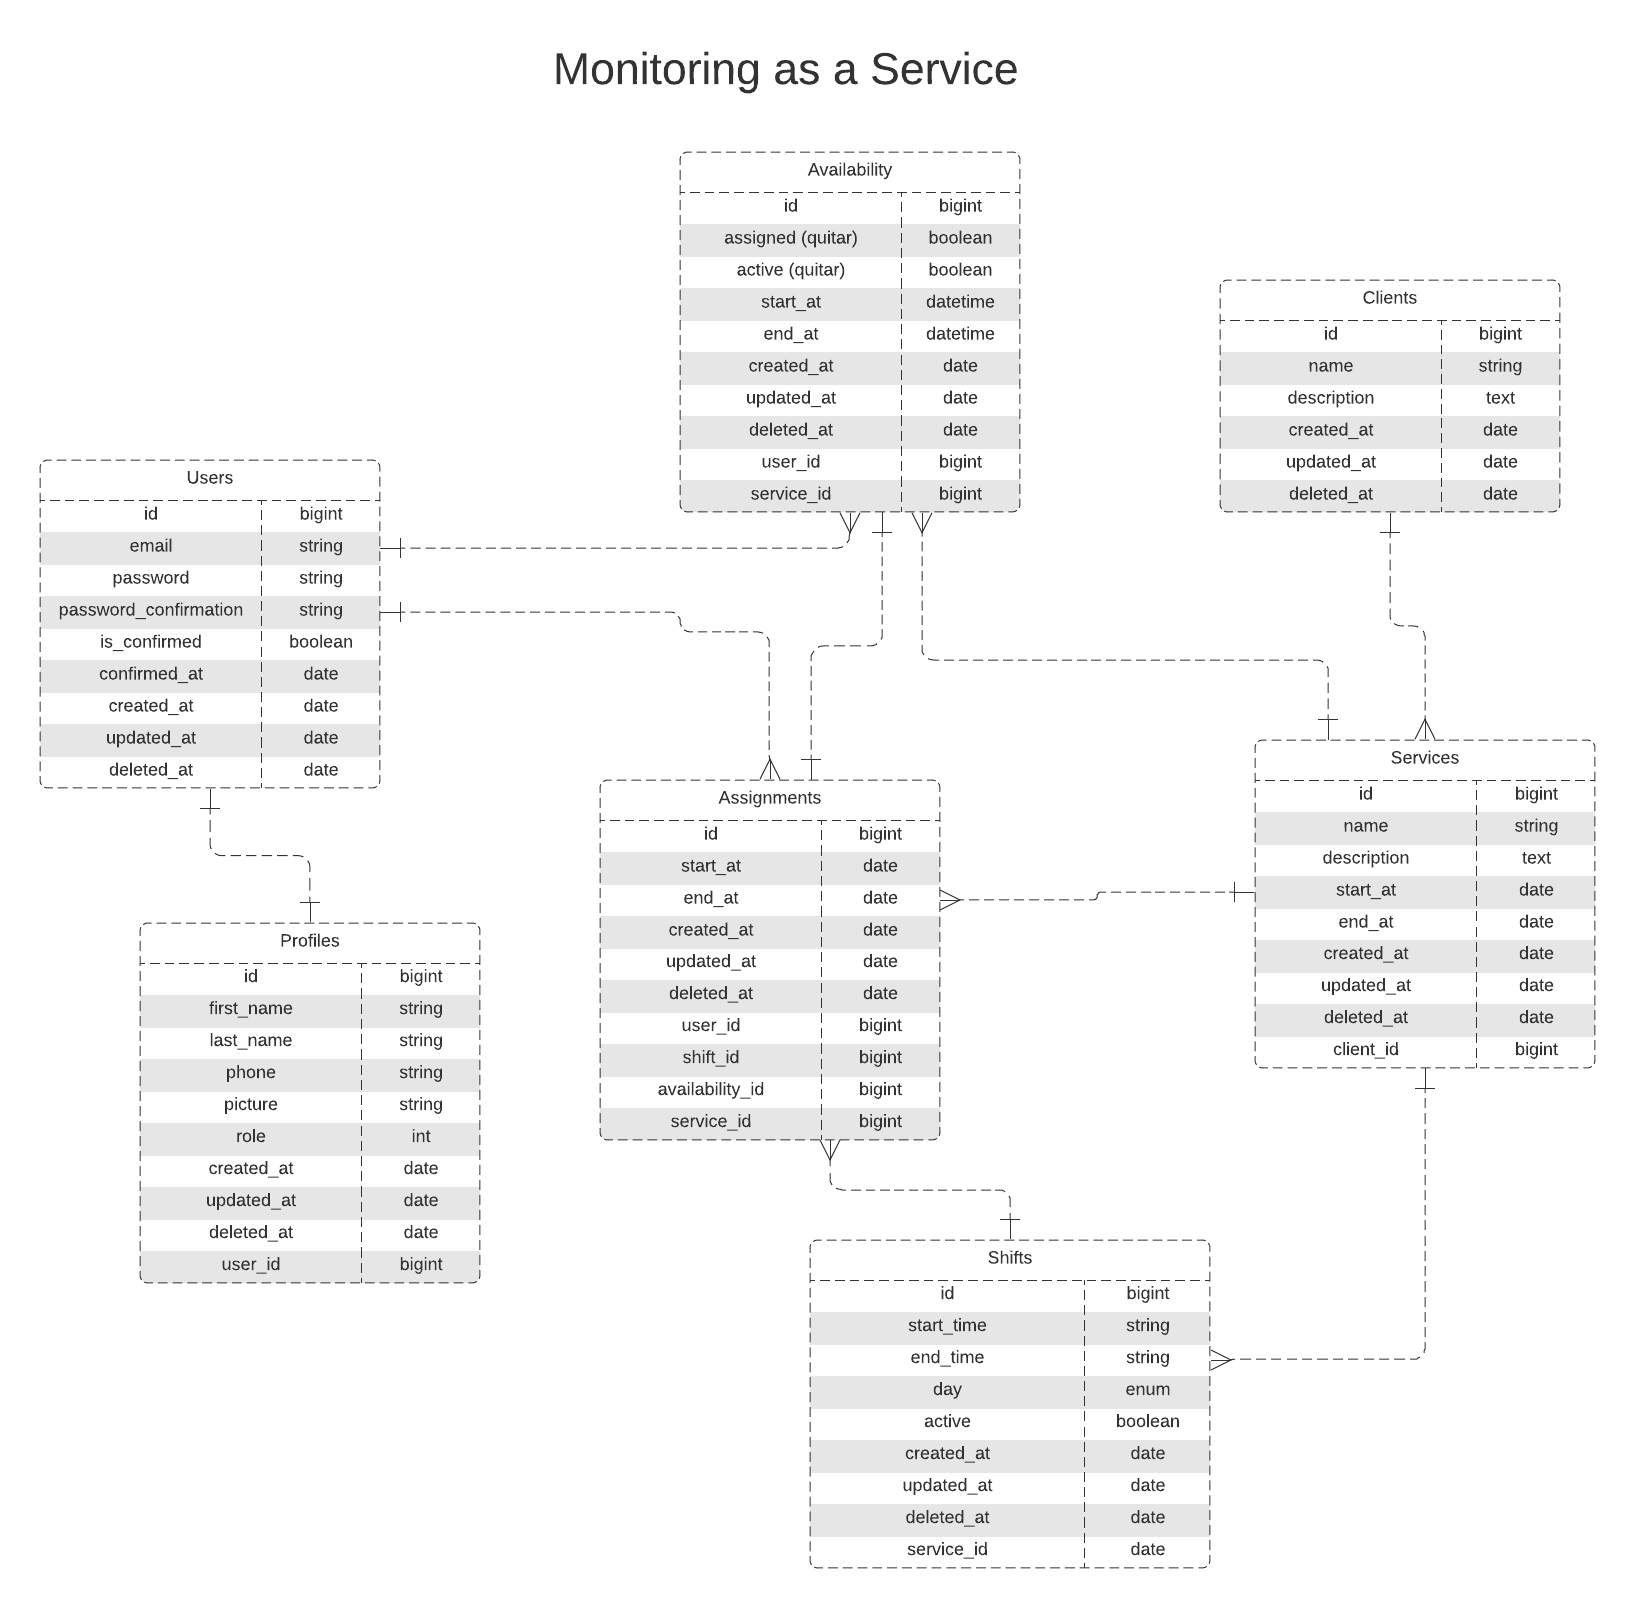 Monitoring as a Service
Availability
id bigint
assigned (quitar) boolean
active (quitar) boolean
start_at datetime
end_at datetime
created_at date
updated_at date
deleted_at date
user_id bigint
service_id bigint
Clients
id bigint
name string
description text
created_at date
updated_at date
deleted_at date
Users
id bigint
email string
password string
password_confirmation string
is_confirmed boolean
confirmed_at date
created_at date
updated_at date
deleted_at date
Assignments
id bigint
start_at date
end_at date
created_at date
updated_at date
deleted_at date
user_id bigint
shift_id bigint
availability_id bigint
service_id bigint
Services
id bigint
name string
description text
start_at date
end_at date
created_at date
updated_at date
deleted_at date
client_id bigint
Profiles
id bigint
first_name string
last_name string
phone string
picture string
role int
created_at date
updated_at date
deleted_at date
user_id bigint
Shifts
id bigint
start_time string
end_time string
day enum
active boolean
created_at date
updated_at date
deleted_at date
service_id date